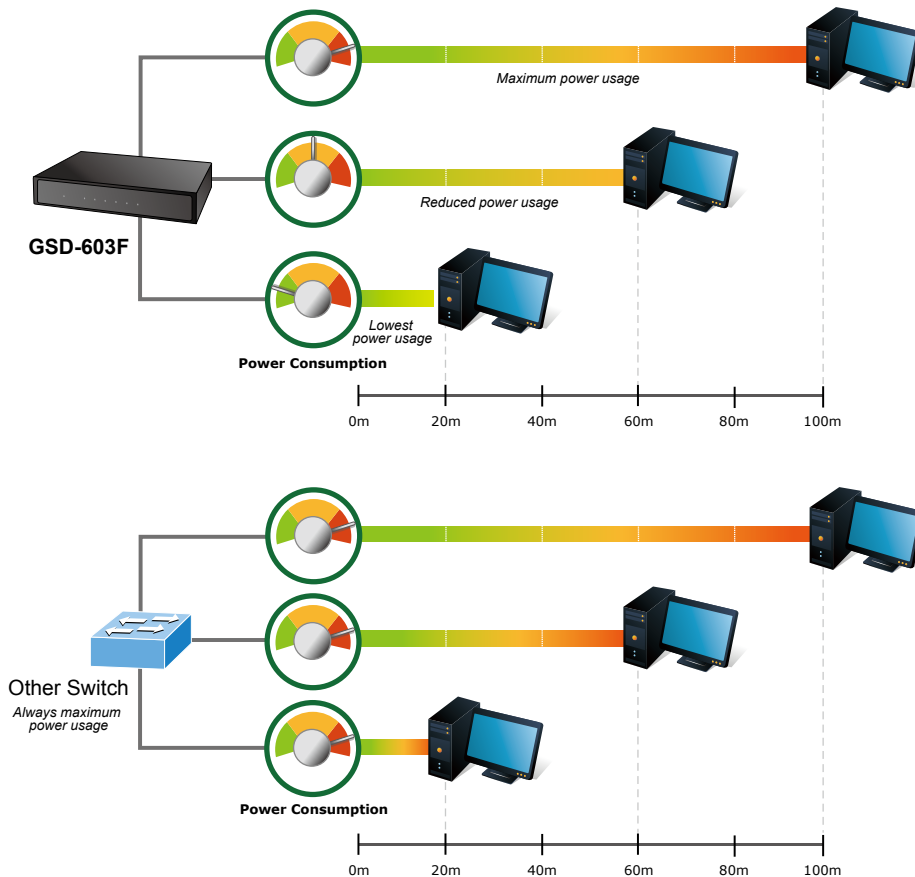 Maximum power usage
Reduced power usage
GSD-603F
Lowest
power usage
Power Consumption
0m 20m 40m 60m 80m 100m
Other Switch
Always maximum
power usage
Power Consumption
0m 20m 40m 60m 80m 100m